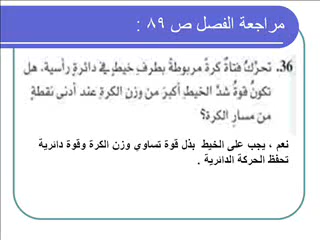 مراجعة الفصل ص ٨٩ :
36. تحرك فتاة كرة مربوطة بطرف خيط في دائرة رأسية، هل
تكون قوة شد الخيط أكبر من وزن الكرة عند أدنى نقطة
من مسار الكرة؟
نعم ، يجب على الخيط بذل قوة تساوي وزن الكرة وقوة دائرية
تحفظ الحركة الدائرية .